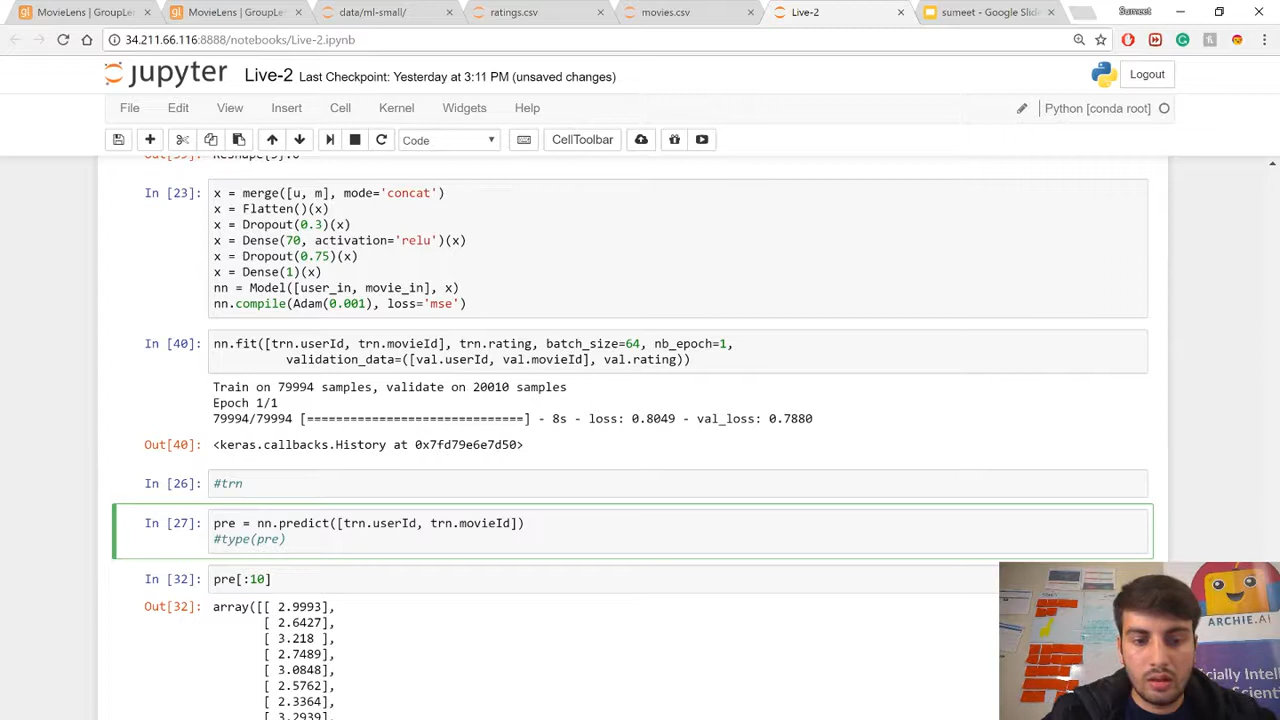 MovieLens | GroupLen
MovieLens | GroupLen
data/ml-small/
ratings.csv
movies.csv
Live-2
sumeet - Google Slide
Sumeet
34.211.66.116:8888/notebooks/Live-2.ipynb
jupyter Live-2 Last Checkpoint: Yesterday at 3:11 PM (unsaved changes)
Logout
File Edit View Insert Cell Kernel Widgets Help
Python [conda root]
Code
CellToolbar
In [23]: x = merge([u, m], mode='concat')
x = Flatten()(x)
x = Dropout(0.3)(x)
x = Dense(70, activation='relu')(x)
x = Dropout(0.75)(x)
x = Dense(1)(x)
nn = Model([user_in, movie_in], x)
nn.compile(Adam(0.001), loss='mse')
In [40]: nn.fit([trn.userId, trn.movieId], trn.rating, batch_size=64, nb_epoch=1,
validation_data=([val.userId, val.movieId], val.rating))
Train on 79994 samples, validate on 20010 samples
Epoch 1/1
79994/79994 [==============================] - 8s - loss: 0.8049 - val_loss: 0.7880
Out[40]: <keras.callbacks.History at 0x7fd79e6e7d50>
In [26]: #trn
In [27]: pre = nn.predict([trn.userId, trn.movieId])
#type(pre)
In [32]: pre[:10]
Out[32]: array([[ 2.9993],
[ 2.6427],
[ 3.218 ],
[ 2.7489],
[ 3.0848],
[ 2.5762],
[ 2.3364],
[ 3.2939],
ARCHIE.AI